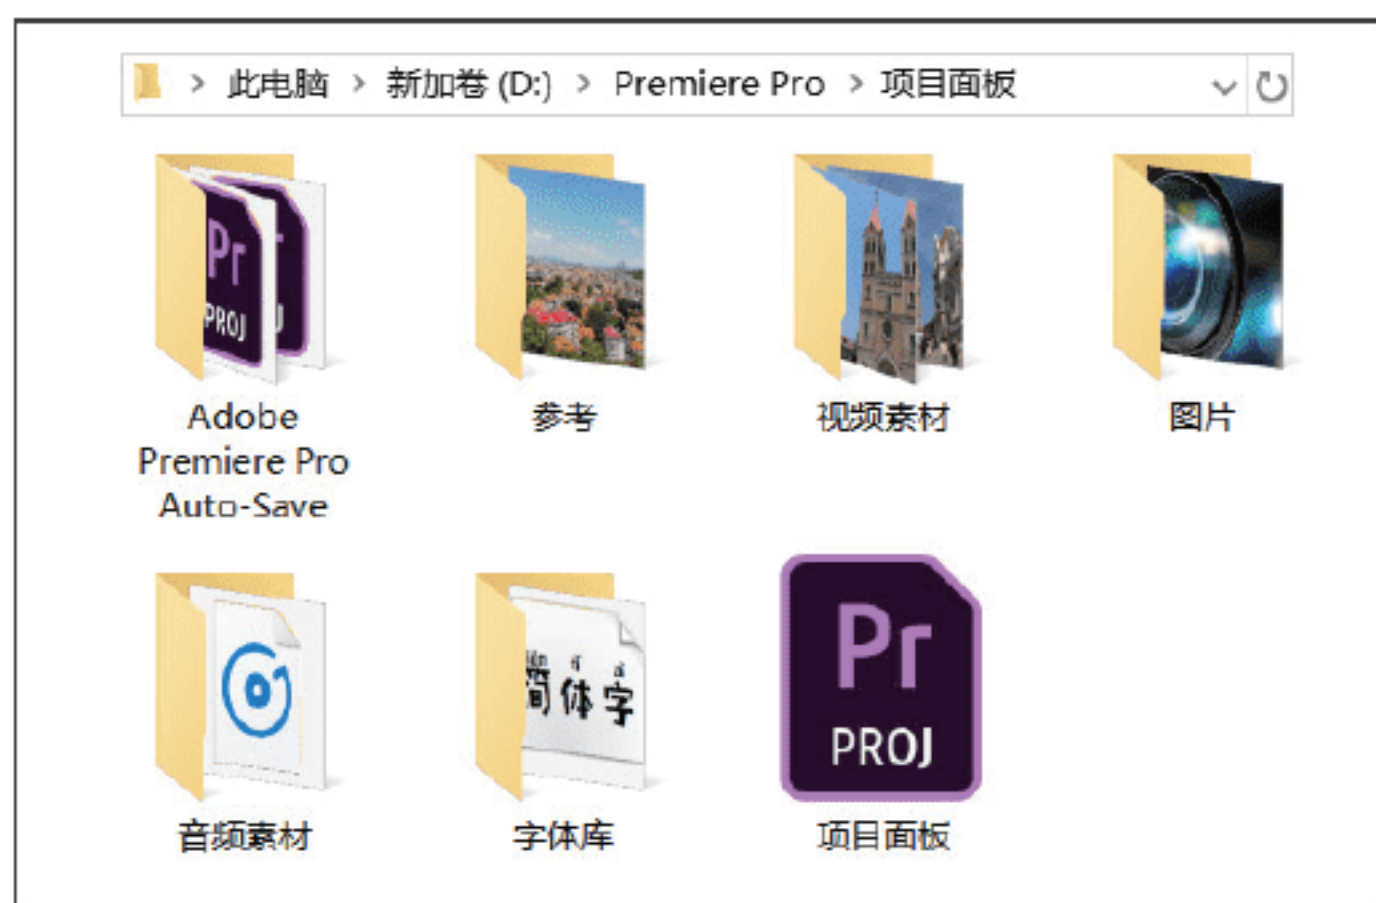 此电脑 > 新加卷 (D:) > Premiere Pro > 项目面板
Pr
PROJ
Adobe
Premiere Pro
Auto-Save
参考
视频素材
图片
简体字
Pr
PROJ
音频素材
字体库
项目面板